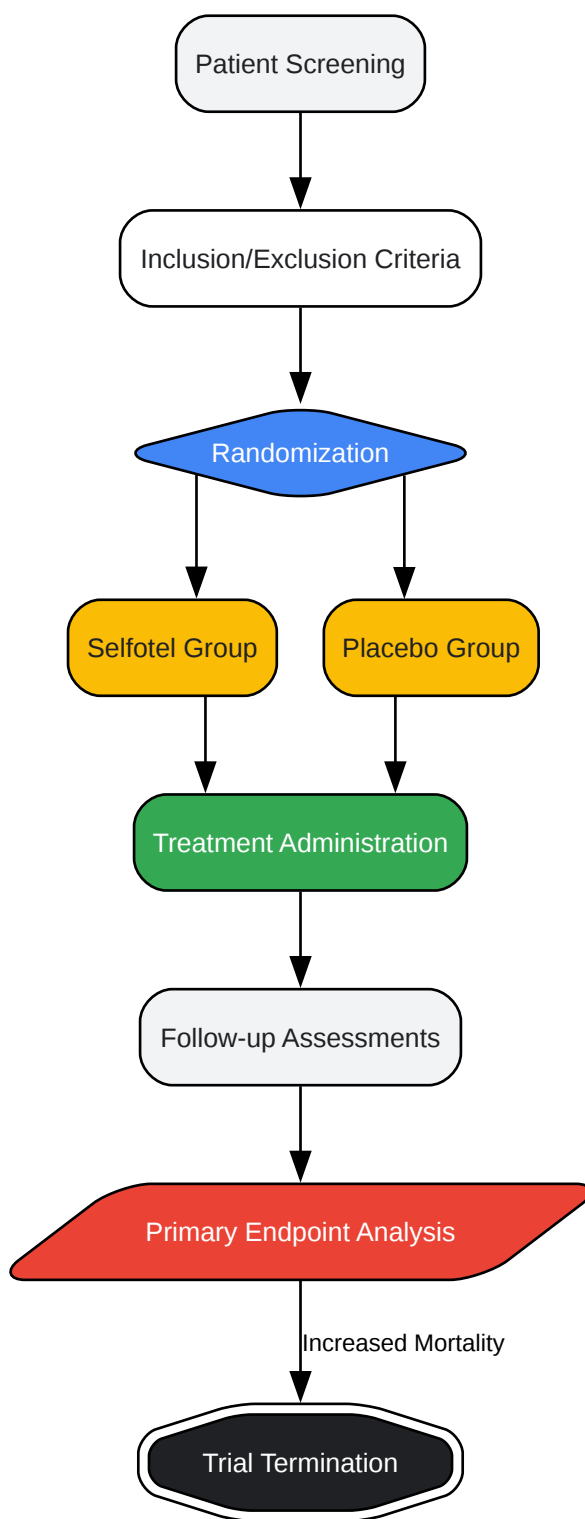 Patient Screening
Inclusion/Exclusion Criteria
Randomization
Selfotel Group
Placebo Group
Treatment Administration
Follow-up Assessments
Primary Endpoint Analysis
Increased Mortality
Trial Termination